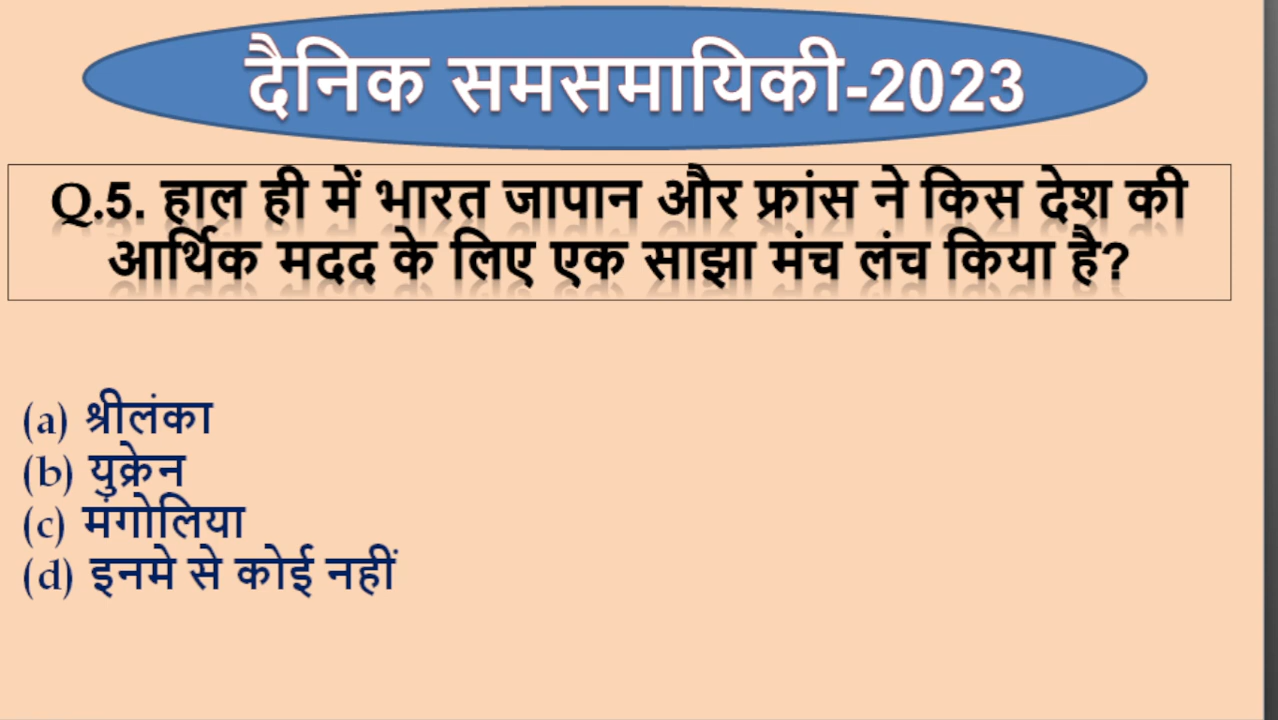 दैनिक समसमायिकी-2023
Q.5. हाल ही में भारत जापान और फ्रांस ने किस देश की
आर्थिक मदद के लिए एक साझा मंच लंच किया है?
(a) श्रीलंका
(b) युक्रेन
(c) मंगोलिया
(d) इनमे से कोई नहीं